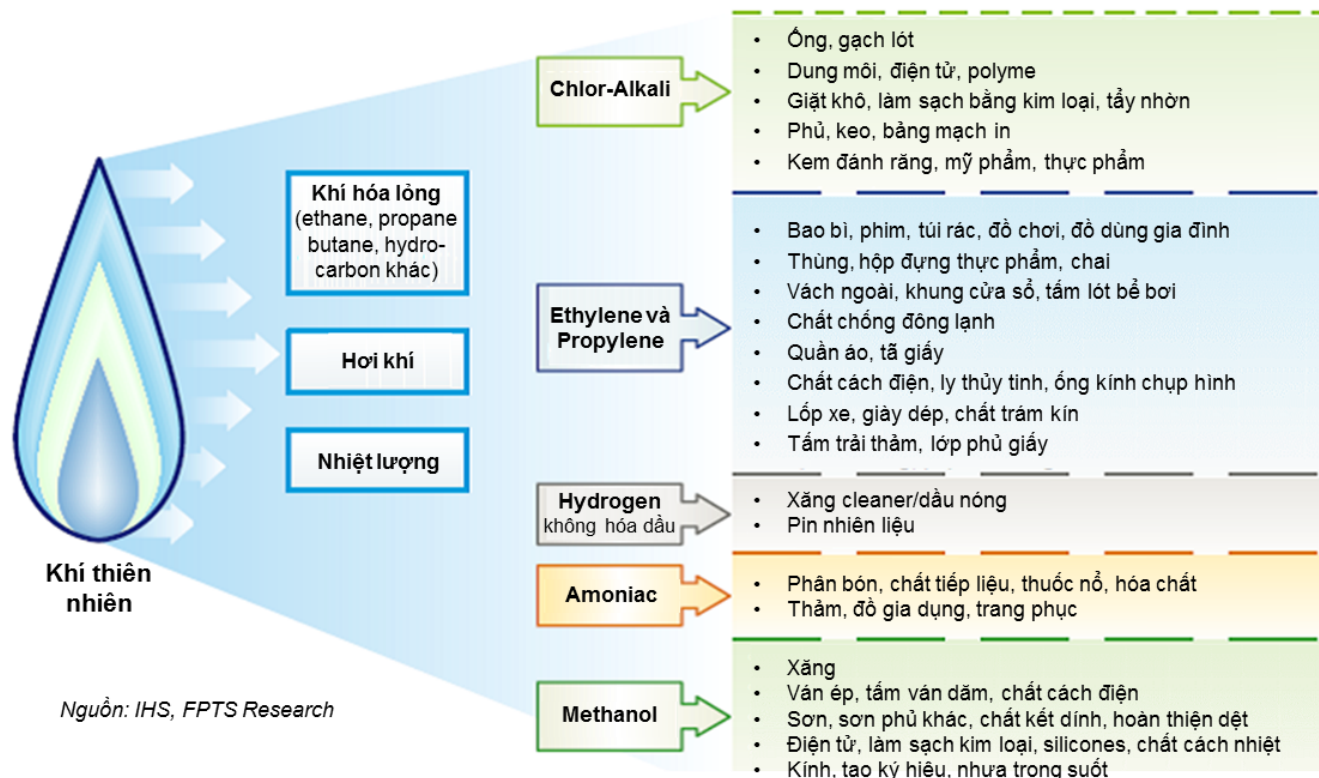 Khí thiên
nhiên
Nguồn: IHS, FPTS Research
Khí hóa lỏng
(ethane, propane
butane, hydro-
carbon khác)
Hơi khí
Nhiệt lượng
Chlor-Alkali
• Ống, gạch lót
• Dung môi, điện tử, polyme
• Giặt khô, làm sạch bằng kim loại, tẩy nhờn
• Phủ, keo, bảng mạch in
• Kem đánh răng, mỹ phẩm, thực phẩm
Ethylene và
Propylene
• Bao bì, phim, túi rác, đồ chơi, đồ dùng gia đình
• Thùng, hộp đựng thực phẩm, chai
• Vách ngoài, khung cửa sổ, tấm lót bể bơi
• Chất chống đông lạnh
• Quần áo, tã giấy
• Chất cách điện, ly thủy tinh, ống kính chụp hình
• Lốp xe, giày dép, chất trám kín
• Tấm trải thảm, lớp phủ giấy
Hydrogen
không hóa dầu
• Xăng cleaner/dầu nóng
• Pin nhiên liệu
Amoniac
• Phân bón, chất tiếp liệu, thuốc nổ, hóa chất
• Thảm, đồ gia dụng, trang phục
Methanol
• Xăng
• Ván ép, tấm ván dăm, chất cách điện
• Sơn, sơn phủ khác, chất kết dính, hoàn thiện dệt
• Điện tử, làm sạch kim loại, silicones, chất cách nhiệt
• Kính, tạo ký hiệu, nhựa trong suốt